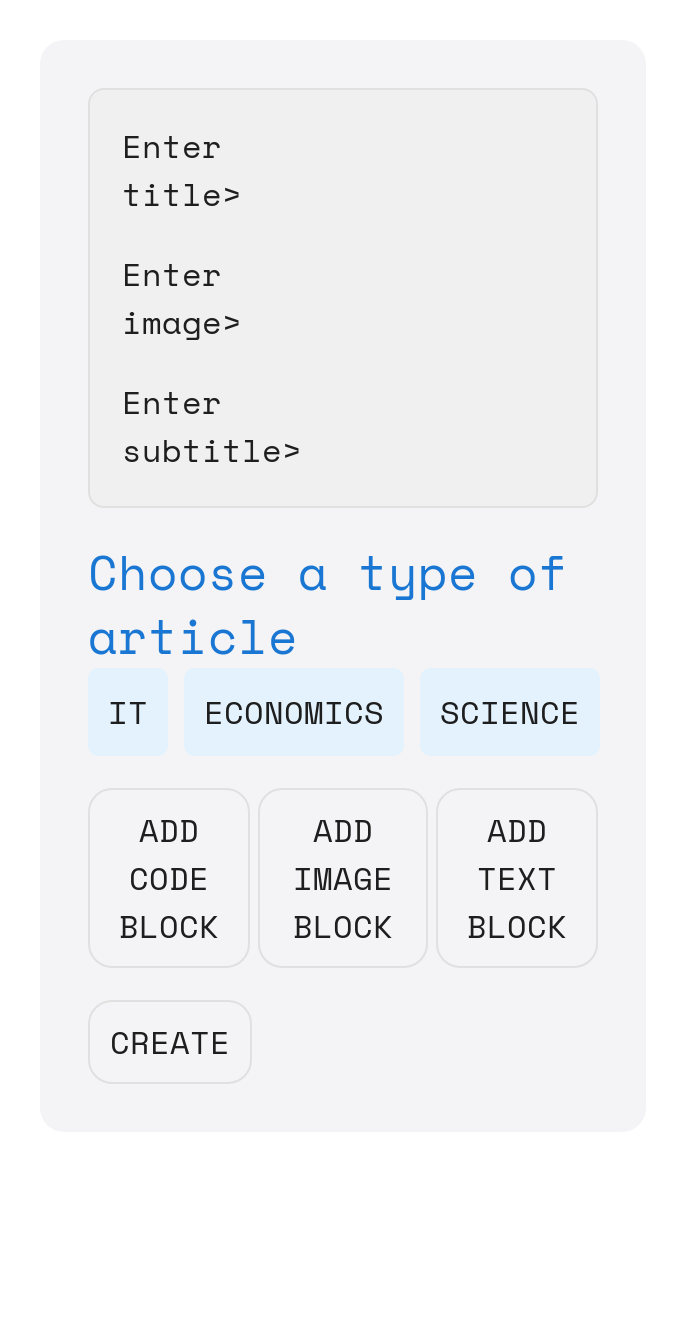 Enter
title>
Enter
image>
Enter
subtitle>
Choose a type of
article
IT ECONOMICS SCIENCE
ADD ADD ADD
CODE IMAGE TEXT
BLOCK BLOCK BLOCK
CREATE